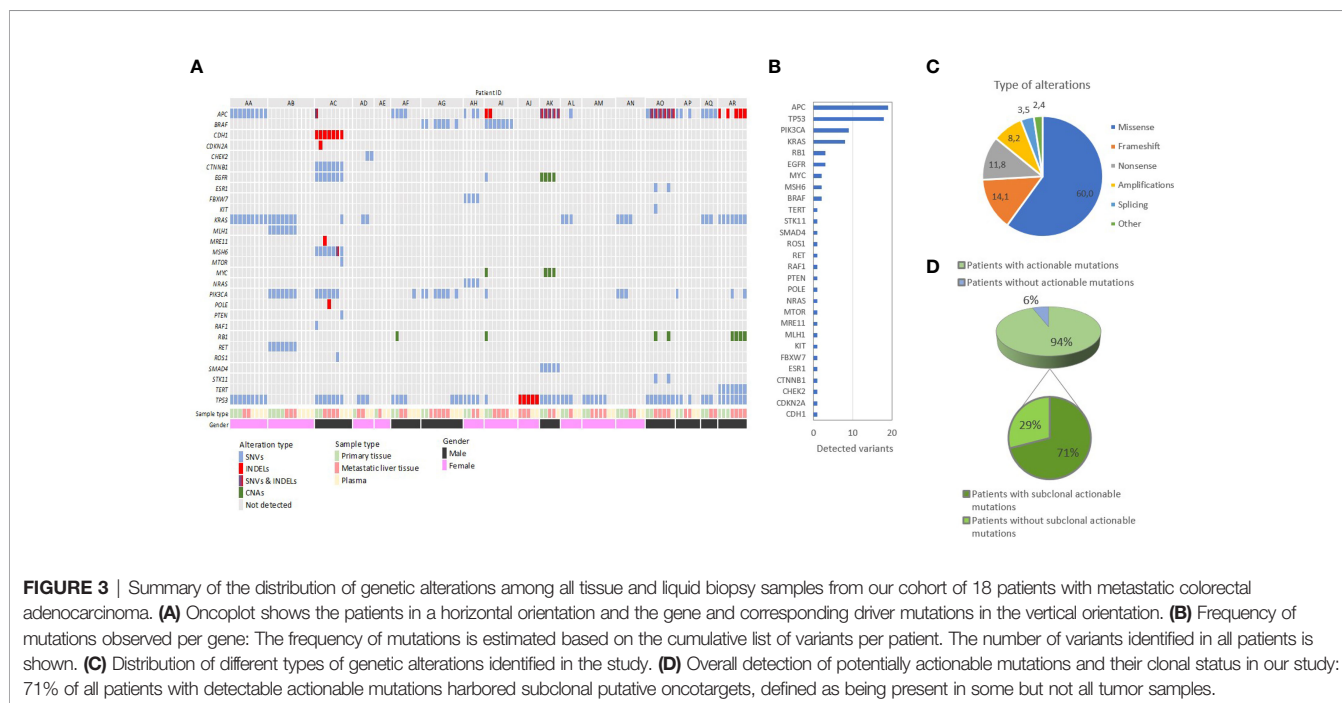 A
Patient ID
AA AB AC AD AE AF AG AH AI AJ AK AL AM AN AO AP AQ AR
APC
BRAF
CDH1
CDKN2A
CHEK2
CTNNB1
EGFR
ESR1
FBXW7
KIT
KRAS
MLH1
MRE11
MSH6
MTOR
MYC
NRAS
PIK3CA
POLE
PTEN
RAF1
RB1
RET
ROS1
SMAD4
STK11
TERT
TP53
Sample type
Gender
Alteration type
SNVs
INDELs
SNVs & INDELs
CNAs
Not detected
Sample type
Primary tissue
Metastatic liver tissue
Plasma
Gender
Male
Female
B
APC
TP53
PIK3CA
KRAS
RB1
EGFR
MYC
MSH6
BRAF
TERT
STK11
SMAD4
ROS1
RET
RAF1
PTEN
POLE
NRAS
MTOR
MRE11
MLH1
KIT
FBXW7
ESR1
CTNNB1
CHEK2
CDKN2A
CDH1
0 10 20
Detected variants
C
Type of alterations
3,5
2,4
8,2
11,8
14,1
60,0
Missense
Frameshift
Nonsense
Amplifications
Splicing
Other
D
Patients with actionable mutations
Patients without actionable mutations
6%
94%
29%
71%
Patients with subclonal actionable
mutations
Patients without subclonal actionable
mutations
FIGURE 3 | Summary of the distribution of genetic alterations among all tissue and liquid biopsy samples from our cohort of 18 patients with metastatic colorectal
adenocarcinoma. (A) Oncoplot shows the patients in a horizontal orientation and the gene and corresponding driver mutations in the vertical orientation. (B) Frequency of
mutations observed per gene: The frequency of mutations is estimated based on the cumulative list of variants per patient. The number of variants identified in all patients is
shown. (C) Distribution of different types of genetic alterations identified in the study. (D) Overall detection of potentially actionable mutations and their clonal status in our study:
71% of all patients with detectable actionable mutations harbored subclonal putative oncotargets, defined as being present in some but not all tumor samples.